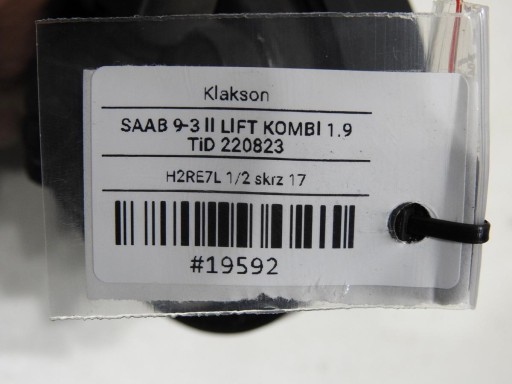 Klakson
SAAB 9-3 II LIFT KOMBI 1.9
TiD 220823
H2RE7L 1/2 skrz 17
#19592